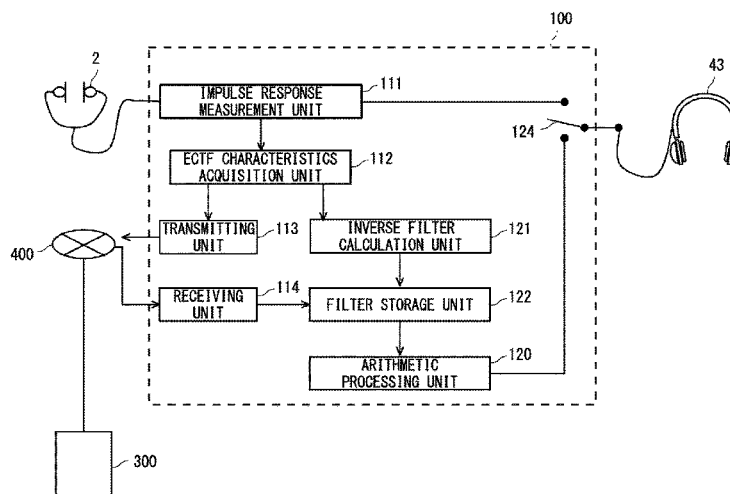 100
2
43
IMPULSE RESPONSE
MEASUREMENT UNIT
111
124
ECTF CHARACTERISTICS
ACQUISITION UNIT
112
TRANSMITTING
UNIT
113
INVERSE FILTER
CALCULATION UNIT
121
400
RECEIVING
UNIT
114
FILTER STORAGE UNIT
122
ARITHMETIC
PROCESSING UNIT
120
300